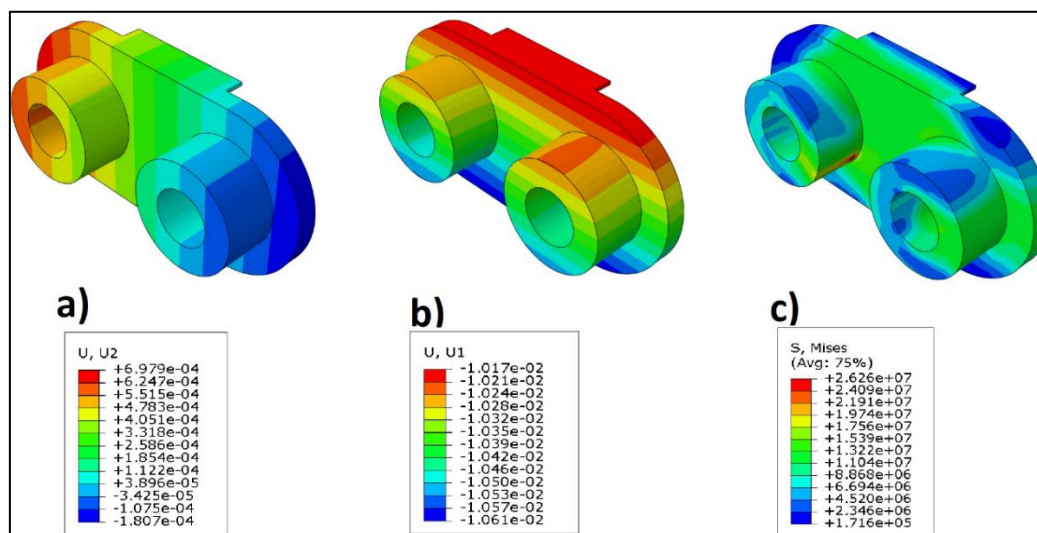 a)
b)
c)
U, U2
+6.979e-04
+6.247e-04
+5.515e-04
+4.783e-04
+4.051e-04
+3.318e-04
+2.586e-04
+1.854e-04
+1.122e-04
+3.896e-05
-3.425e-05
-1.075e-04
-1.807e-04
U, U1
-1.017e-02
-1.021e-02
-1.024e-02
-1.028e-02
-1.032e-02
-1.035e-02
-1.039e-02
-1.042e-02
-1.046e-02
-1.050e-02
-1.053e-02
-1.057e-02
-1.061e-02
S, Mises
(Avg: 75%)
+2.626e+07
+2.409e+07
+2.191e+07
+1.974e+07
+1.756e+07
+1.539e+07
+1.322e+07
+1.104e+07
+8.868e+06
+6.694e+06
+4.520e+06
+2.346e+06
+1.716e+05